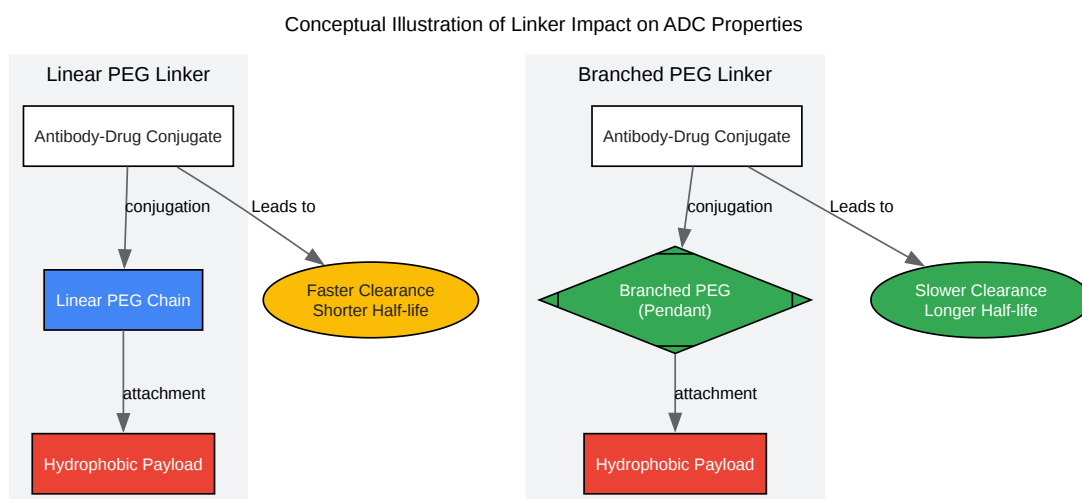 Conceptual Illustration of Linker Impact on ADC Properties
Linear PEG Linker
Antibody-Drug Conjugate
conjugation
Leads to
Linear PEG Chain
Faster Clearance
Shorter Half-life
attachment
Hydrophobic Payload
Branched PEG Linker
Antibody-Drug Conjugate
conjugation
Leads to
Branched PEG
(Pendant)
Slower Clearance
Longer Half-life
attachment
Hydrophobic Payload